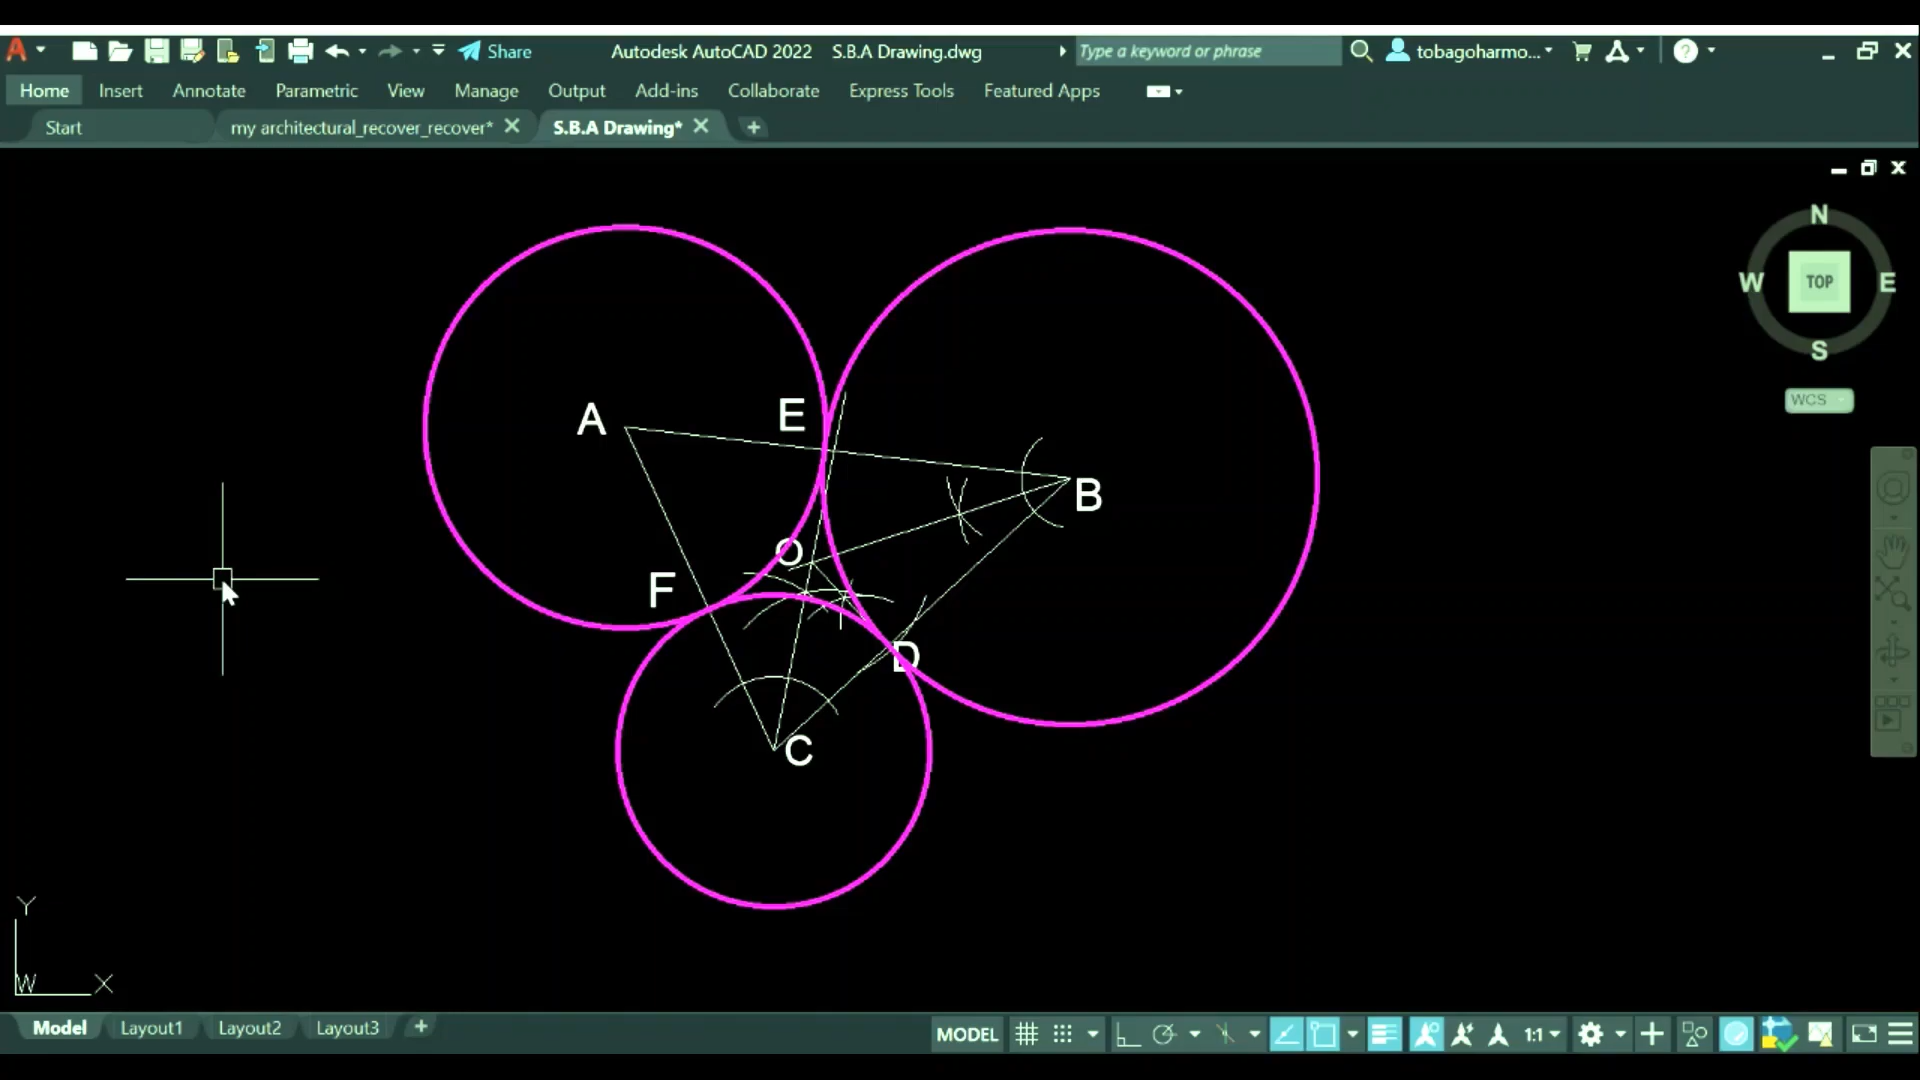 Share
Autodesk AutoCAD 2022 S.B.A Drawing.dwg
Type a keyword or phrase
tobagoharmo...
Home Insert Annotate Parametric View Manage Output Add-ins Collaborate Express Tools Featured Apps
Start
my architectural_recover_recover*
S.B.A Drawing*
N
W TOP E
S
WCS
A
E
B
O
F
D
C
Y
W X
Model Layout1 Layout2 Layout3
MODEL
1:1